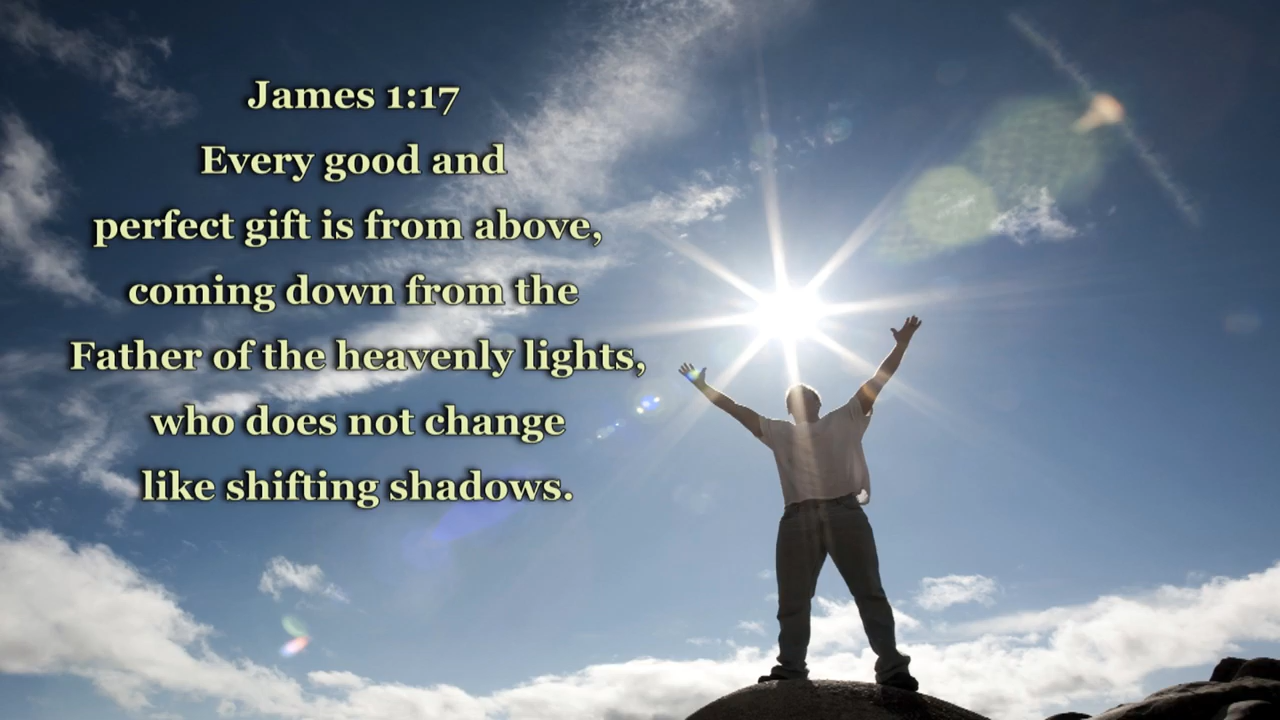 James 1:17
Every good and
perfect gift is from above,
coming down from the
Father of the heavenly lights,
who does not change
like shifting shadows.